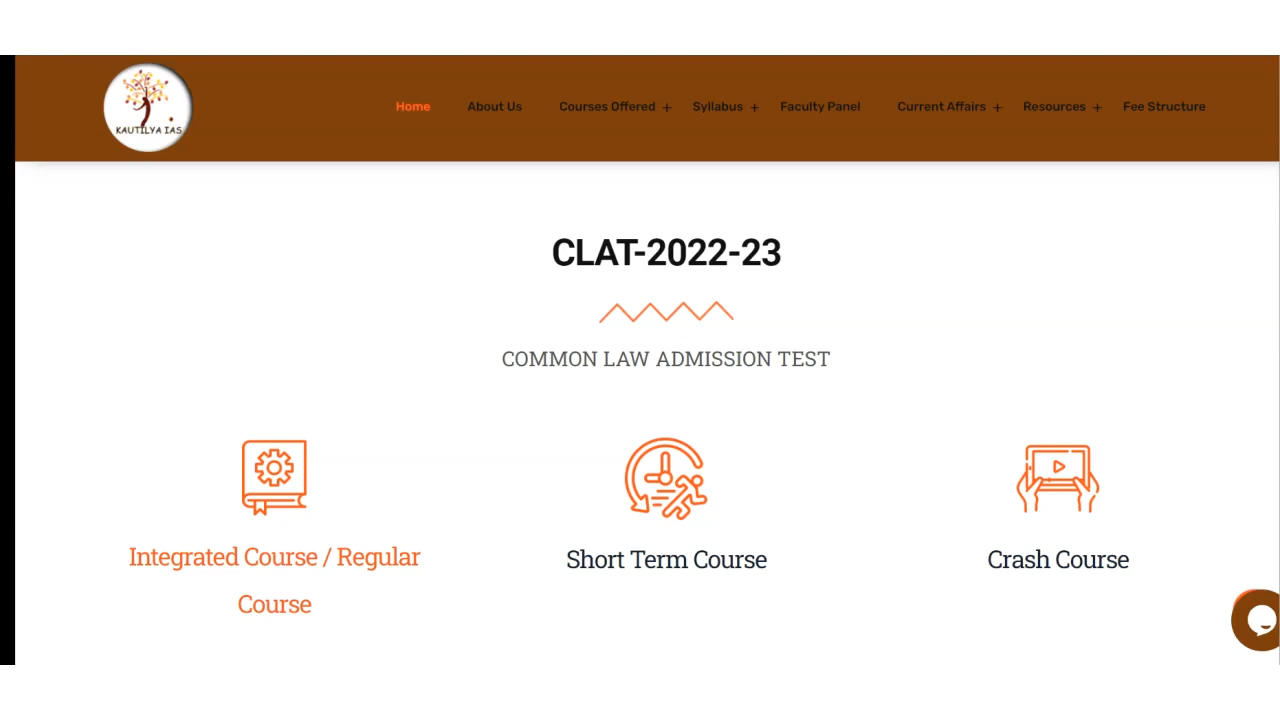 KAUTILYA IAS
Home About Us Courses Offered + Syllabus + Faculty Panel Current Affairs + Resources + Fee Structure
CLAT-2022-23
COMMON LAW ADMISSION TEST
Integrated Course / Regular
Course
Short Term Course
Crash Course